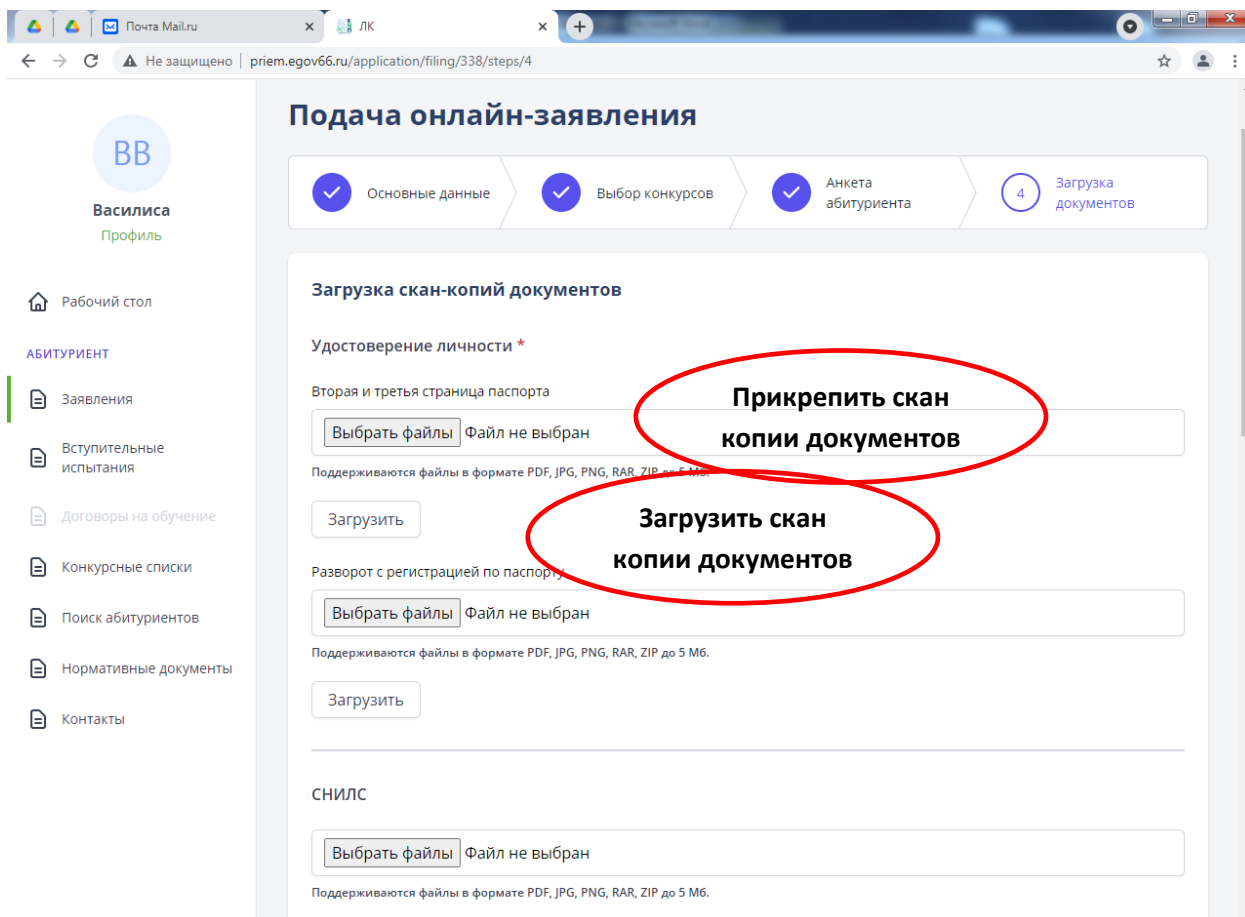 Почта Mail.ru
ЛК
Не защищено
priem.egov66.ru/application/filing/338/steps/4
ВВ
Василиса
Профиль
Рабочий стол
АБИТУРИЕНТ
Заявления
Вступительные
испытания
Договоры на обучение
Конкурсные списки
Поиск абитуриентов
Нормативные документы
Контакты
Подача онлайн-заявления
Основные данные
Выбор конкурсов
Анкета
абитуриента
4
Загрузка
документов
Загрузка скан-копий документов
Удостоверение личности *
Вторая и третья страница паспорта
Выбрать файлы Файл не выбран
Прикрепить скан
копии документов
Поддерживаются файлы в формате PDF, JPG, PNG, RAR, ZIP до 5 Мб.
Загрузить
Загрузить скан
копии документов
Разворот с регистрацией по паспорту
Выбрать файлы Файл не выбран
Поддерживаются файлы в формате PDF, JPG, PNG, RAR, ZIP до 5 Мб.
Загрузить
СНИЛС
Выбрать файлы Файл не выбран
Поддерживаются файлы в формате PDF, JPG, PNG, RAR, ZIP до 5 Мб.